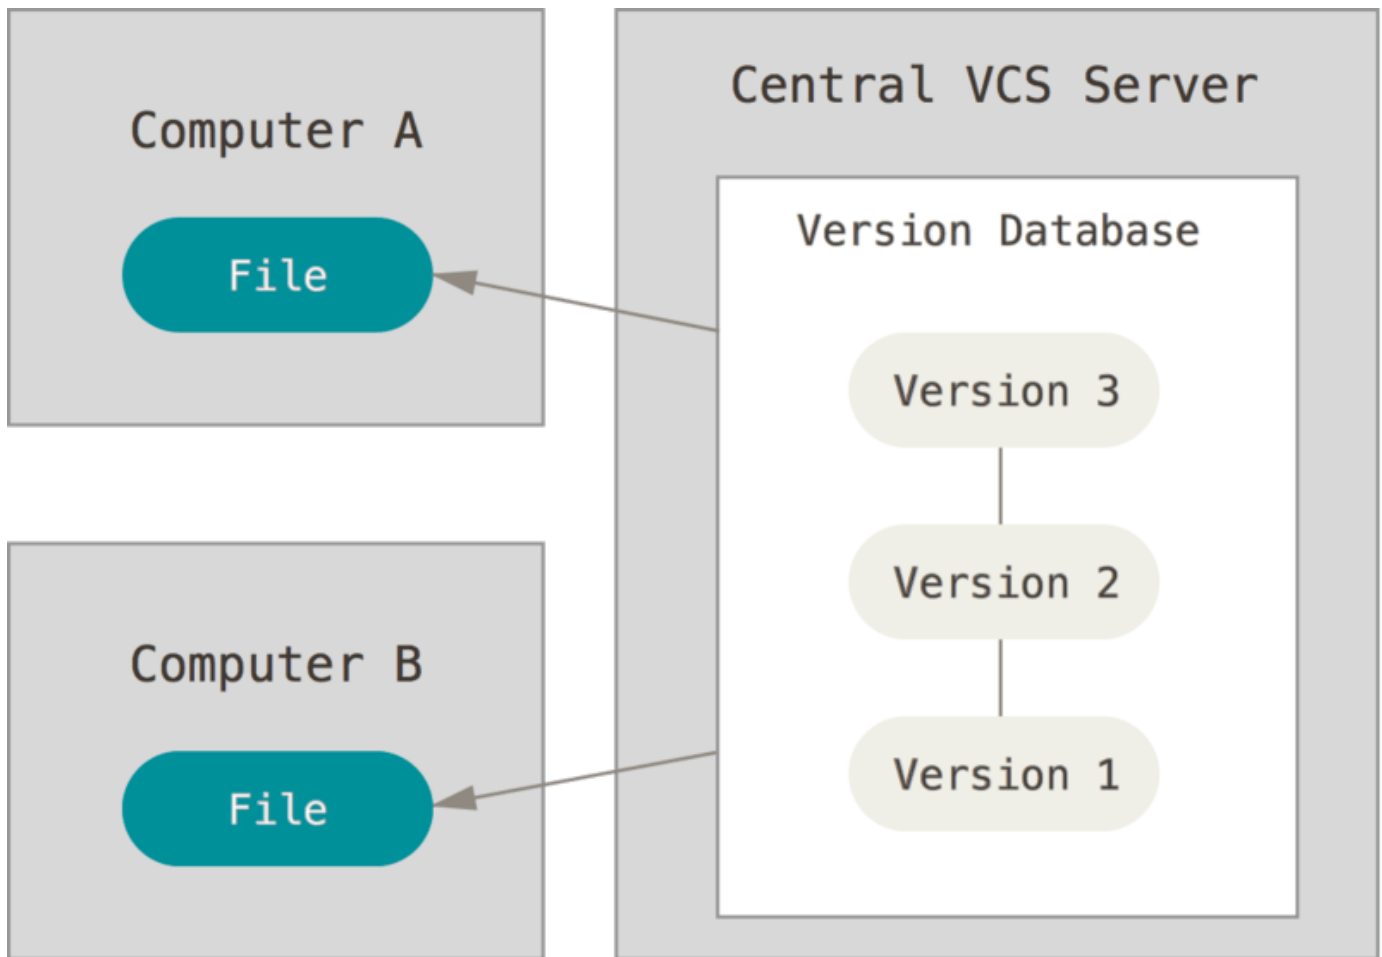 Computer A
File
Computer B
File
Central VCS Server
Version Database
Version 3
Version 2
Version 1